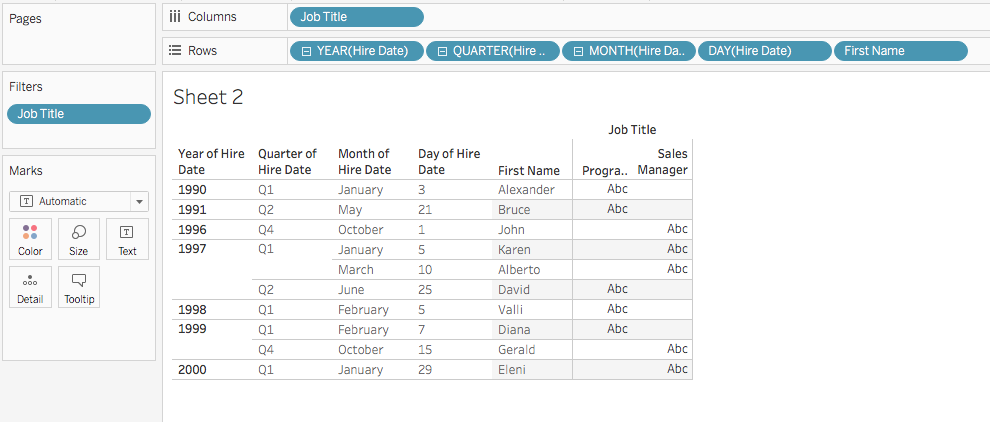 Pages
Columns Job Title
Rows YEAR(Hire Date) QUARTER(Hire .. MONTH(Hire Da.. DAY(Hire Date) First Name
Filters
Job Title
Marks
Automatic
Color Size Text
Detail Tooltip
Sheet 2
Job Title
Year of Hire Date Quarter of Hire Date Month of Hire Date Day of Hire Date First Name Progra.. Sales Manager
1990 Q1 January 3 Alexander Abc
1991 Q2 May 21 Bruce Abc
1996 Q4 October 1 John Abc
1997 Q1 January 5 Karen Abc
March 10 Alberto Abc
Q2 June 25 David Abc
1998 Q1 February 5 Valli Abc
1999 Q1 February 7 Diana Abc
Q4 October 15 Gerald Abc
2000 Q1 January 29 Eleni Abc